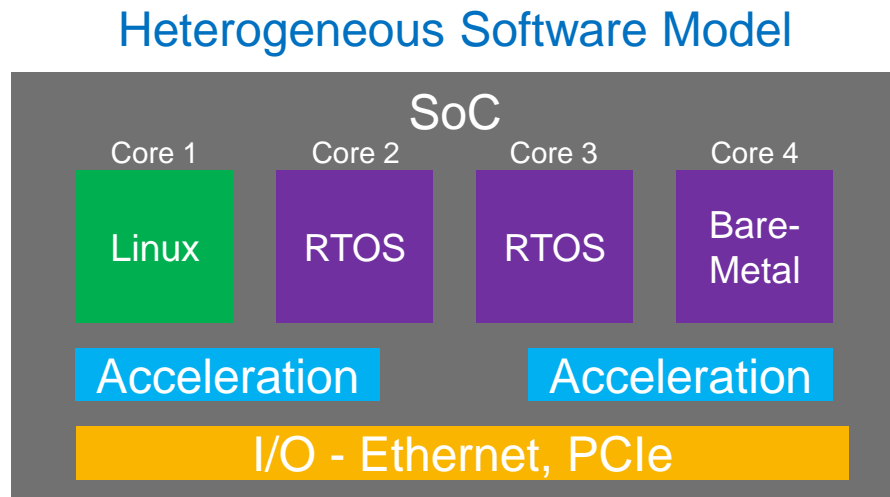 Heterogeneous Software Model
SoC
Core 1 Core 2 Core 3 Core 4
Linux RTOS RTOS Bare-
Metal
Acceleration Acceleration
I/O - Ethernet, PCIe